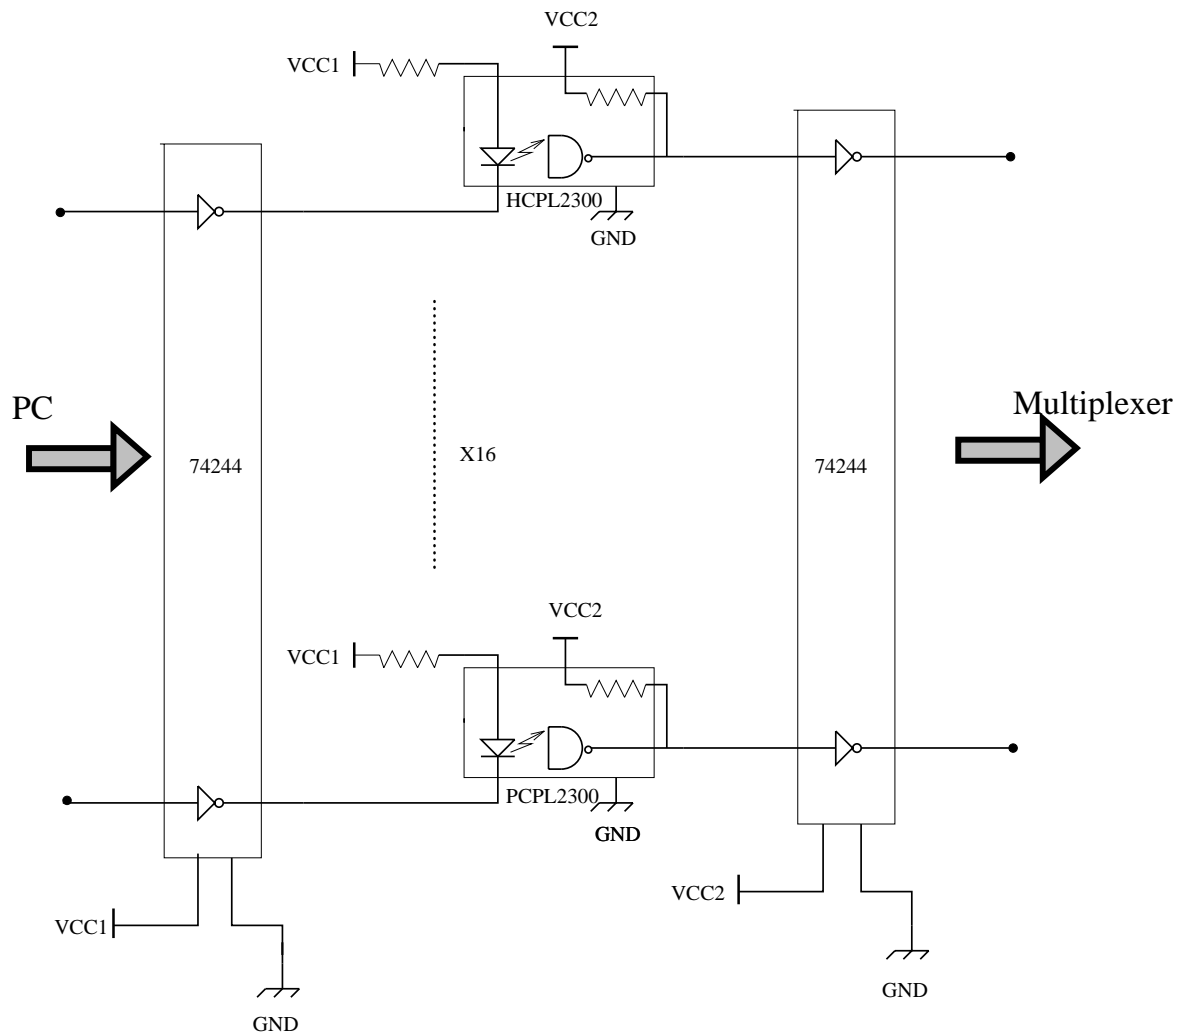 VCC2
VCC1
HCPL2300
GND
PC
Multiplexer
74244
X16
74244
VCC2
VCC1
PCPL2300
GND
VCC2
VCC1
GND
GND